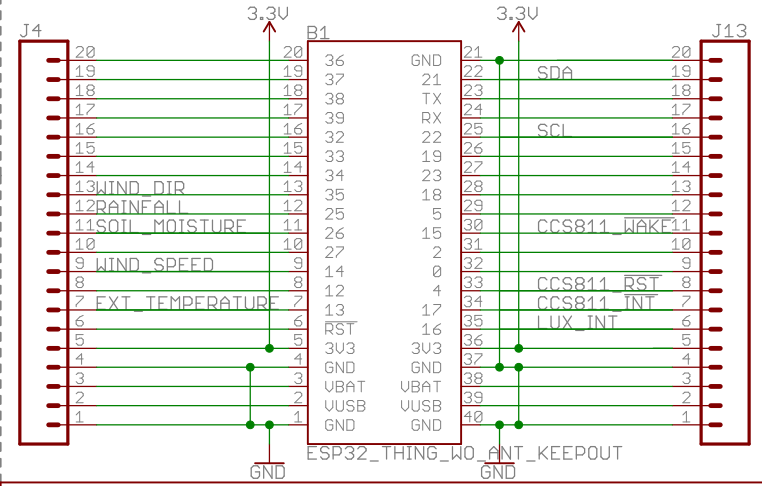 3.3V 3.3V
J4 B1 J13
20 20 36 GND 21 20
19 19 37 21 22 SDA 19
18 18 38 TX 23 18
17 17 39 RX 24 17
16 16 32 22 25 SCL 16
15 15 33 19 26 15
14 14 34 23 27 14
13 WIND_DIR 13 35 18 28 13
12 RAINFALL 12 25 5 29 12
11 SOIL_MOISTURE 11 26 15 30 CCS811_WAKE 11
10 10 27 2 31 10
9 WIND_SPEED 9 14 0 32 9
8 8 12 4 33 CCS811_RST 8
7 EXT_TEMPERATURE 7 13 17 34 CCS811_INT 7
6 6 RST 16 35 LUX_INT 6
5 5 3V3 3V3 36 5
4 4 GND GND 37 4
3 3 VBAT VBAT 38 3
2 2 VUSB VUSB 39 2
1 1 GND GND 40 1
ESP32_THING_WO_ANT_KEEPOUT
GND GND